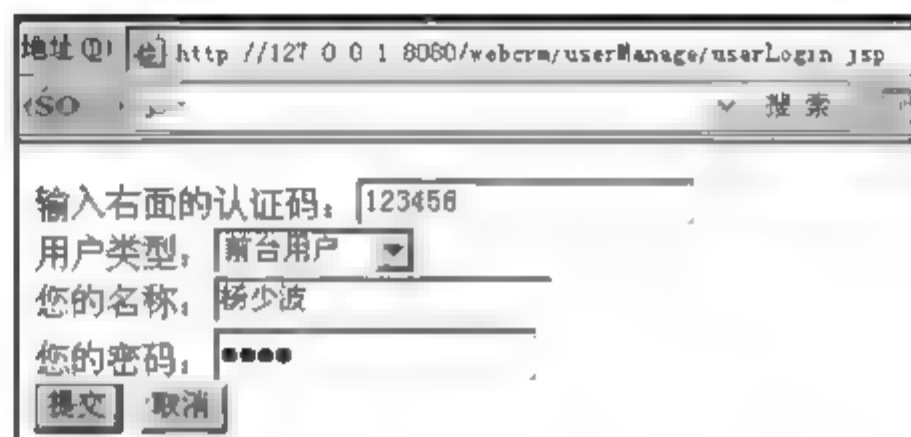 地址(D) http //127 0 0 1 8080/webcrm/userManage/userLogin jsp
搜索
输入右面的认证码: 123456
用户类型: 前台用户
您的名称: 杨少波
您的密码: ●●●●
提交 取消